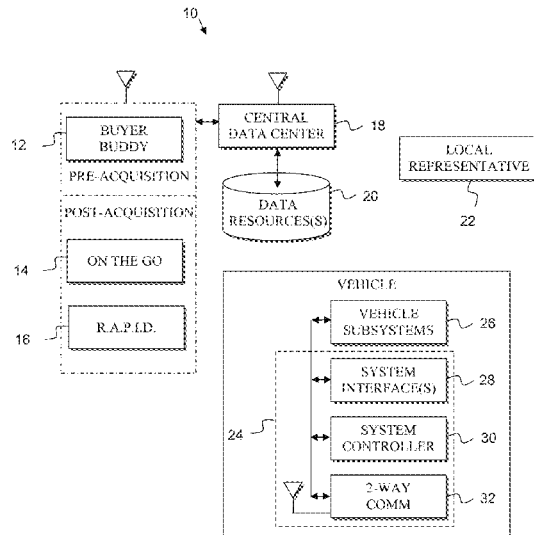 10
12
BUYER
BUDDY
PRE-ACQUISITION
POST-ACQUISITION
14
ON THE GO
16
R.A.P.I.D.
CENTRAL
DATA CENTER
18
DATA
RESOURCES(S)
20
LOCAL
REPRESENTATIVE
22
VEHICLE
VEHICLE
SUBSYSTEMS
26
24
SYSTEM
INTERFACE(S)
28
SYSTEM
CONTROLLER
30
2-WAY
COMM
32